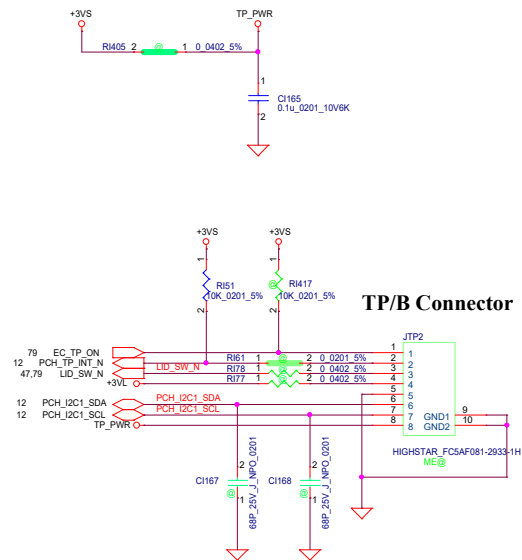 +3VS TP_PWR
RI405 2 @ 1 0_0402_5%
1
CI165
0.1u_0201_10V6K
2
+3VS +3VS
1 1
RI51 @ RI417
10K_0201_5% 10K_0201_5%
2 2
TP/B Connector
JTP2
79 EC_TP_ON 1 1
12 PCH_TP_INT_N RI61 1 @ 2 0_0201_5% 2 2
47,79 LID_SW_N LID_SW_N RI78 1 2 0_0402_5% 3 3
+3VL RI77 1 2 0_0402_5% 4 4
5 5
12 PCH_I2C1_SDA PCH_I2C1_SDA 6 6
12 PCH_I2C1_SCL PCH_I2C1_SCL 7 7 GND1 9
TP_PWR 8 8 GND2 10
HIGHSTAR_FC5AF081-2933-1H
ME@
2 2
CI167 CI168
@ @
1 1
68P_25V_J_NPO_0201 68P_25V_J_NPO_0201